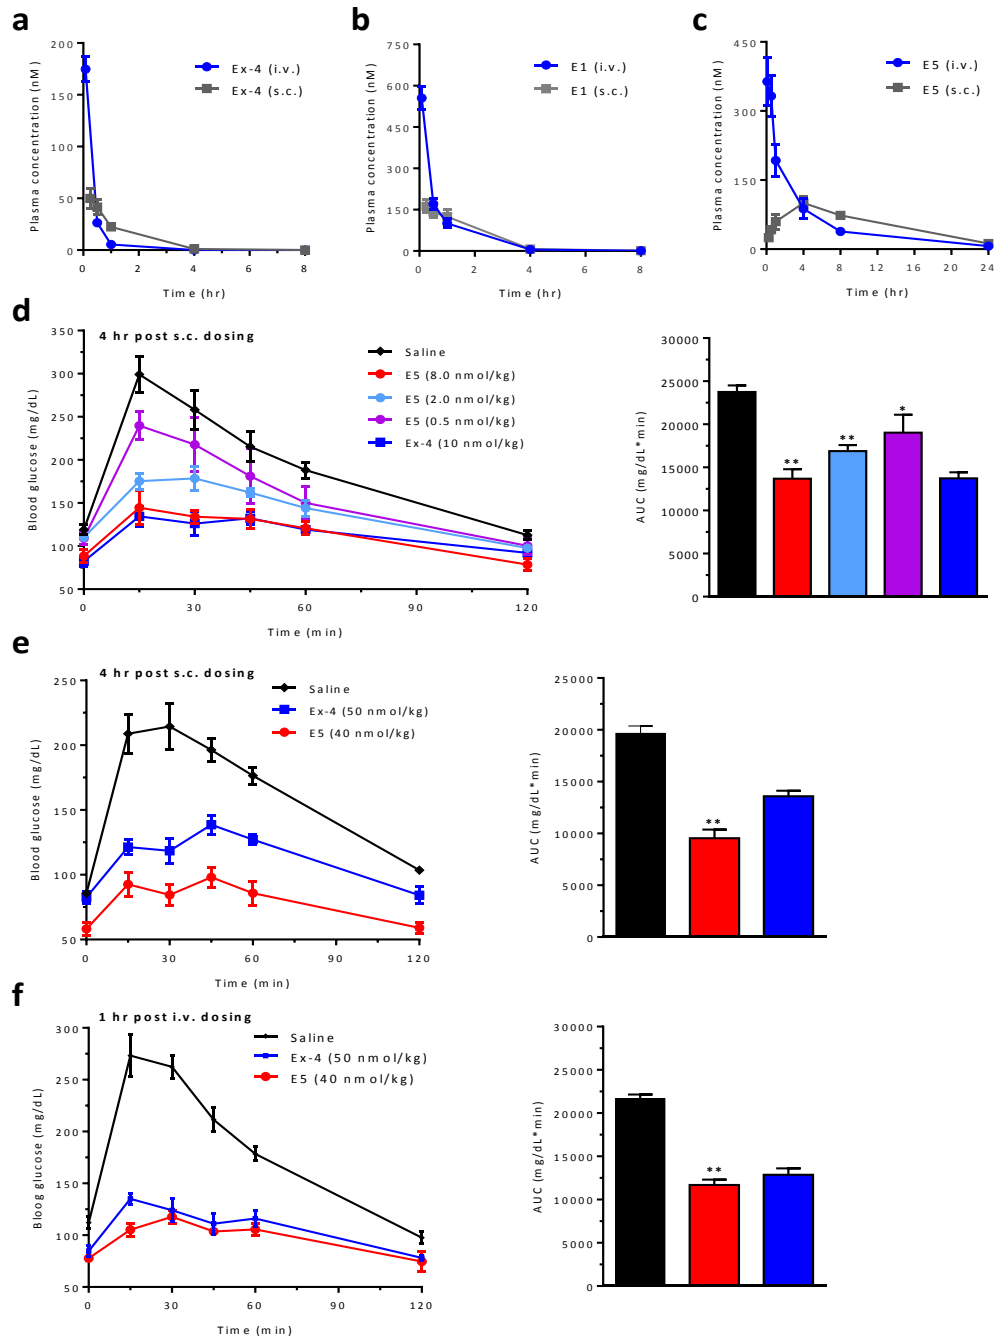 a
200
150
100
50
0
Plasma concentration (nM)
Ex-4 (i.v.)
Ex-4 (s.c.)
0 2 4 6 8
Time (hr)
b
750
600
450
300
150
0
Plasma concentration (nM)
E1 (i.v.)
E1 (s.c.)
0 2 4 6 8
Time (hr)
c
450
300
150
0
Plasma concentration (nM)
E5 (i.v.)
E5 (s.c.)
0 4 8 12 16 20 24
Time (hr)
d
4 hr post s.c. dosing
350
300
250
200
150
100
50
Blood glucose (mg/dL)
Saline
E5 (8.0 nmol/kg)
E5 (2.0 nmol/kg)
E5 (0.5 nmol/kg)
Ex-4 (10 nmol/kg)
0 30 60 90 120
Time (min)
30000
25000
20000
15000
10000
5000
0
AUC (mg/dL*min)
**
**
*
e
4 hr post s.c. dosing
250
200
150
100
50
Blood glucose (mg/dL)
Saline
Ex-4 (50 nmol/kg)
E5 (40 nmol/kg)
0 30 60 90 120
Time (min)
25000
20000
15000
10000
5000
0
AUC (mg/dL*min)
**
f
1 hr post i.v. dosing
300
250
200
150
100
50
Bloog glucose (mg/dL)
Saline
Ex-4 (50 nmol/kg)
E5 (40 nmol/kg)
0 30 60 90 120
Time (min)
30000
25000
20000
15000
10000
5000
0
AUC (mg/dL*min)
**